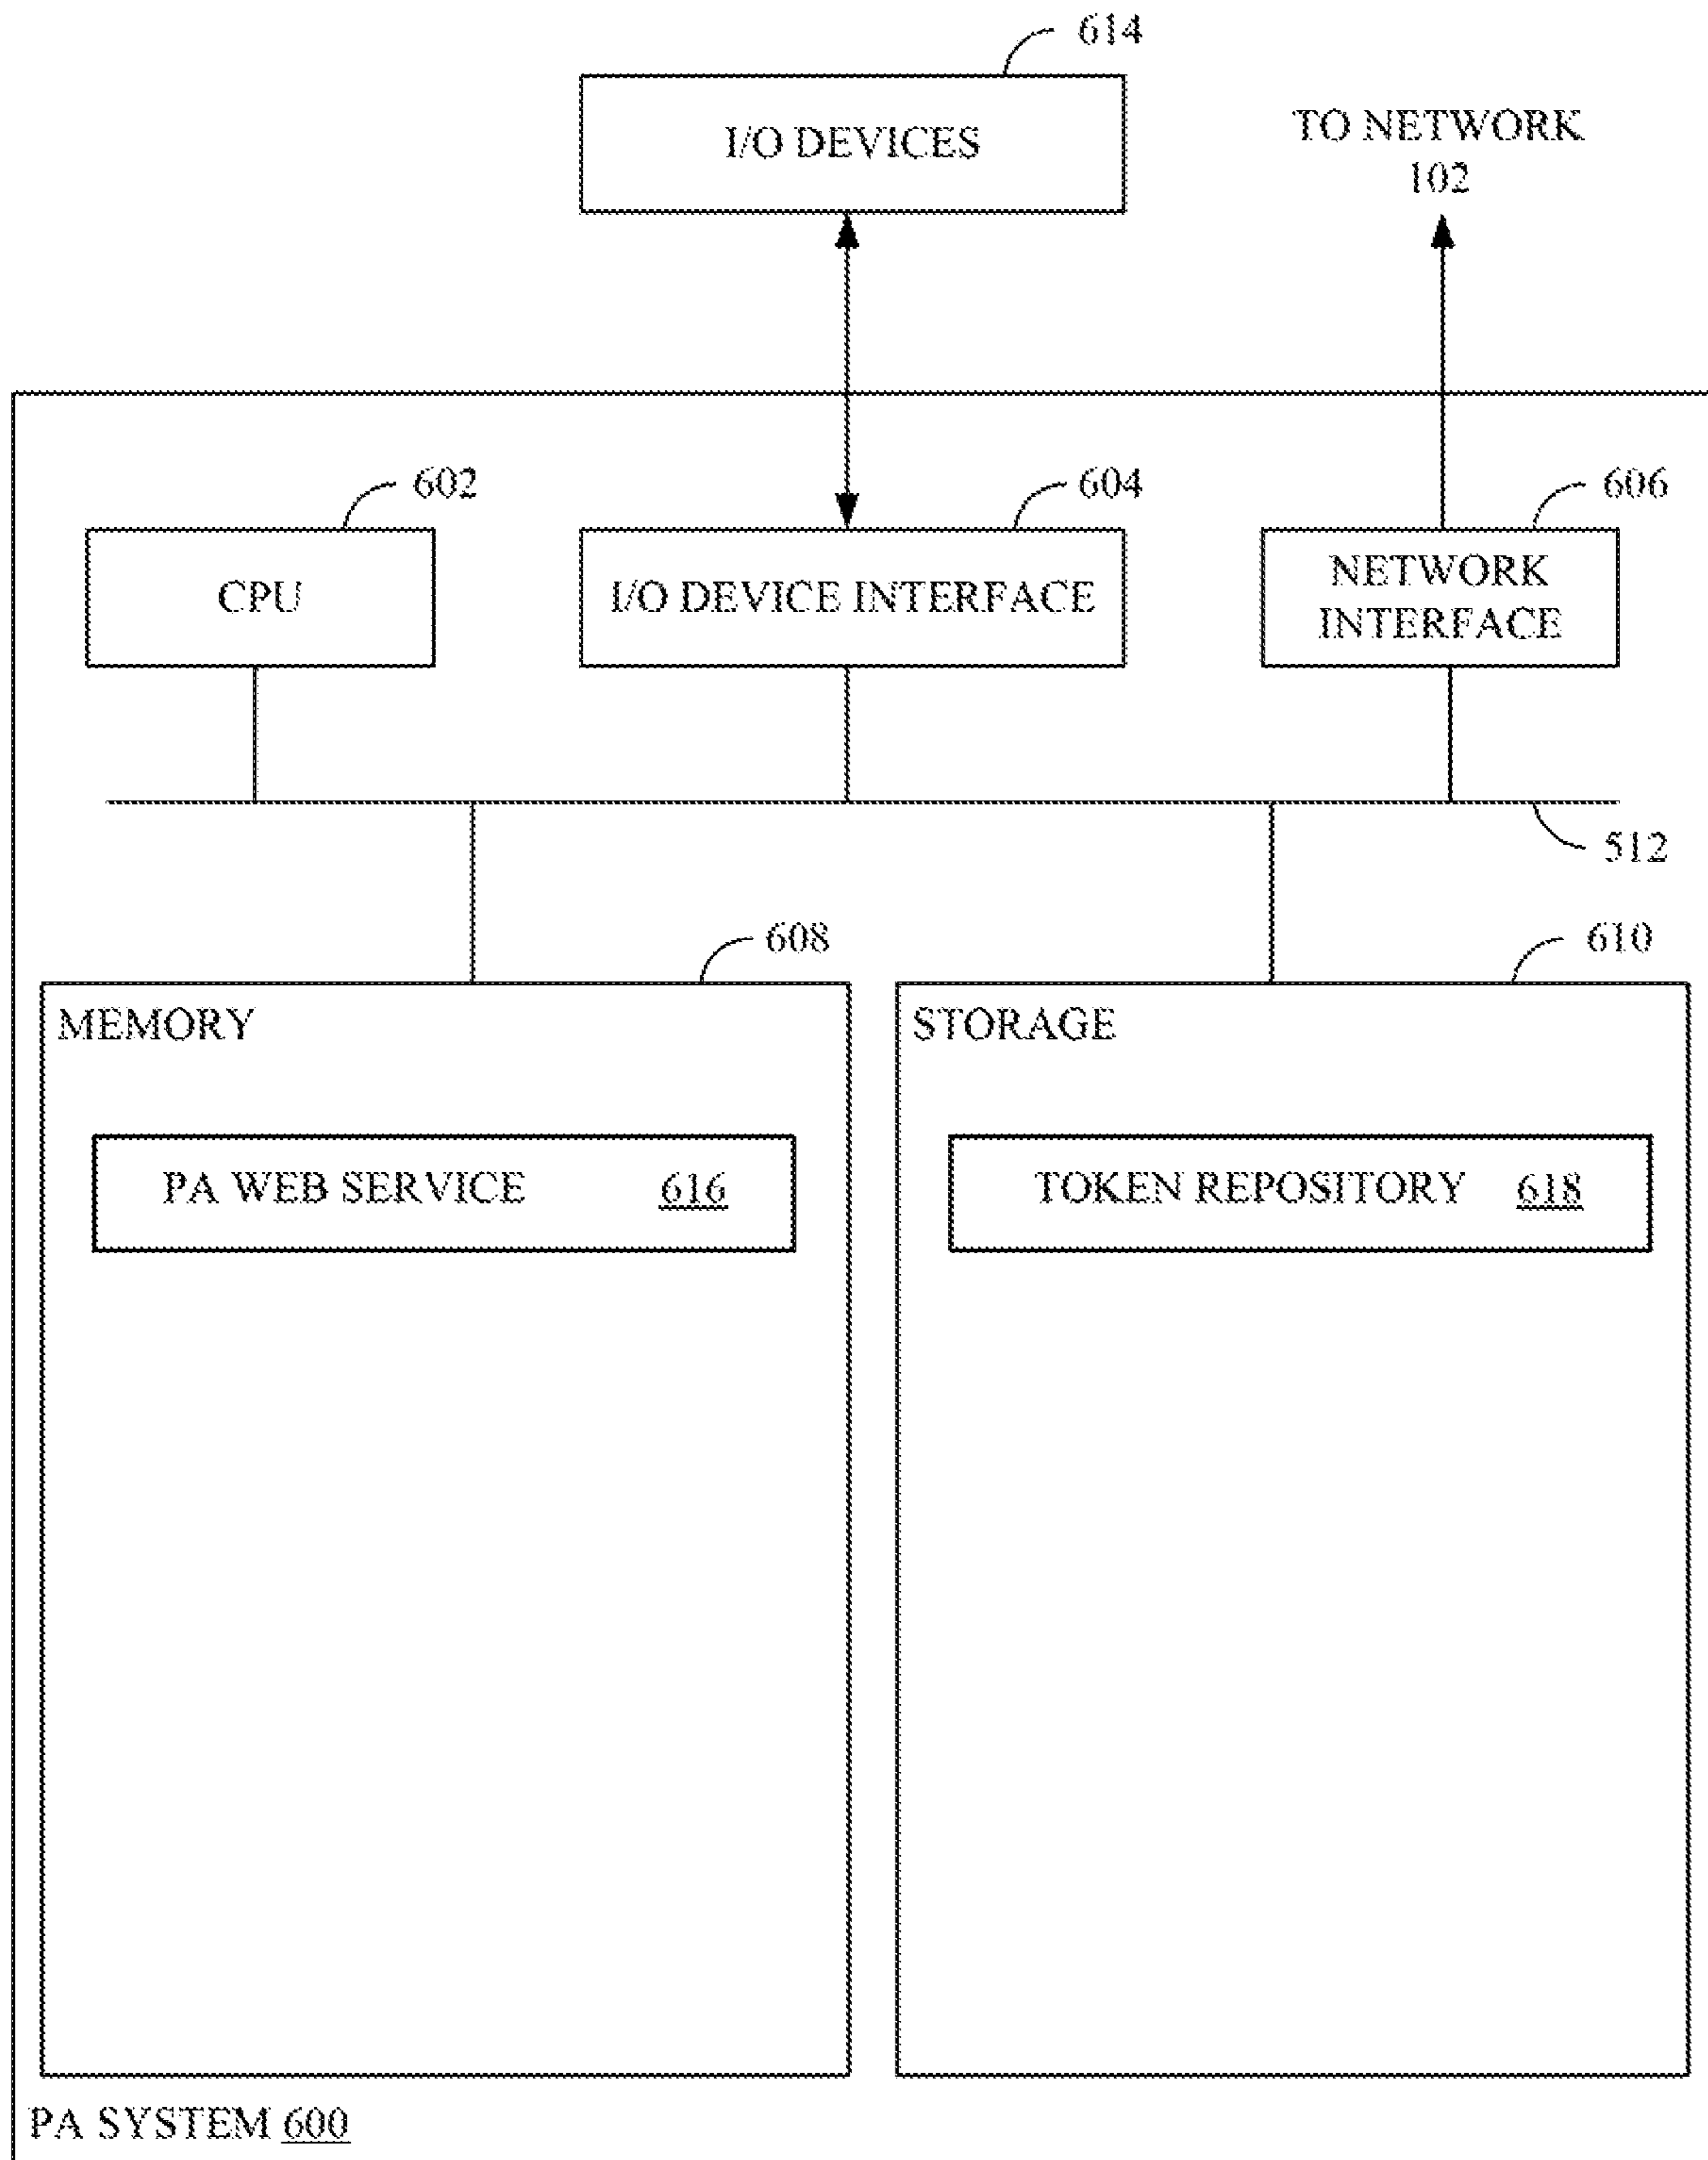 614
I/O DEVICES
TO NETWORK
102
602
604
606
CPU
I/O DEVICE INTERFACE
NETWORK
INTERFACE
512
608
610
MEMORY
STORAGE
PA WEB SERVICE 616
TOKEN REPOSITORY 618
PA SYSTEM 600